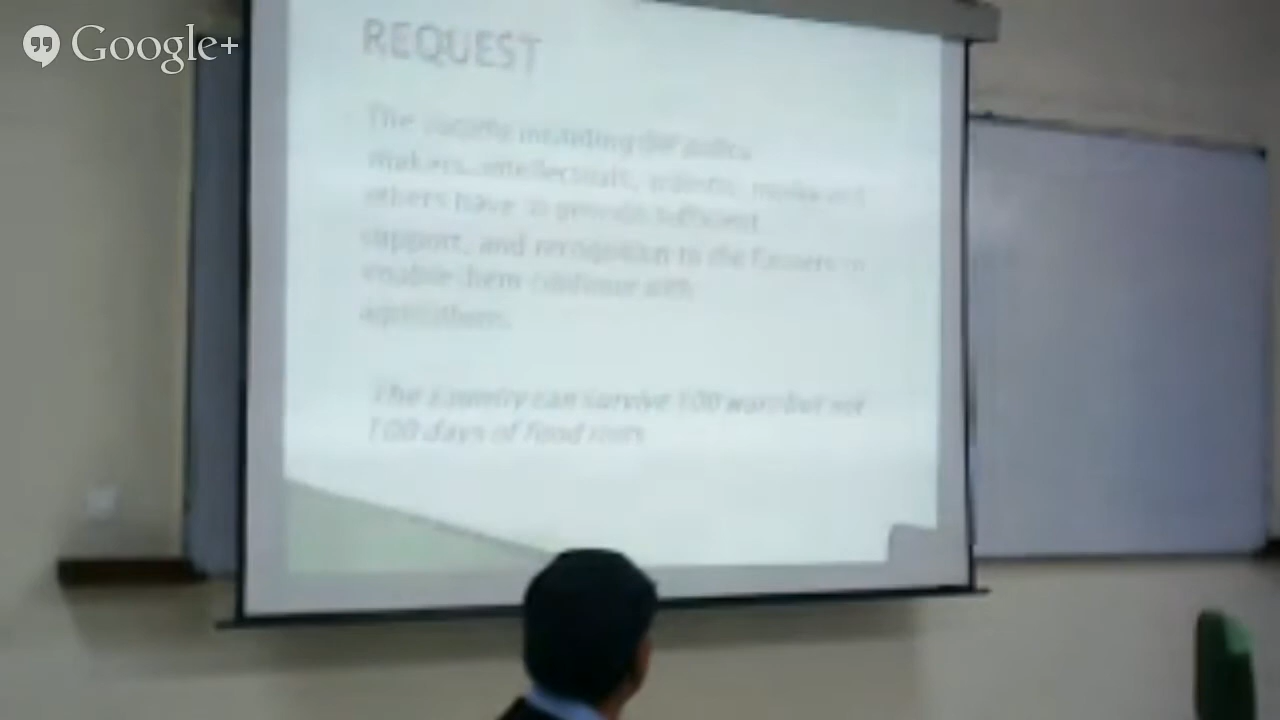 Google+
REQUEST
The society including the policy
makers, intellectuals, scientist, media and
others have to provide sufficient
support, and recognition to the farmers to
enable them continue with
The country can survive 100 wars but not
100 days of food riots